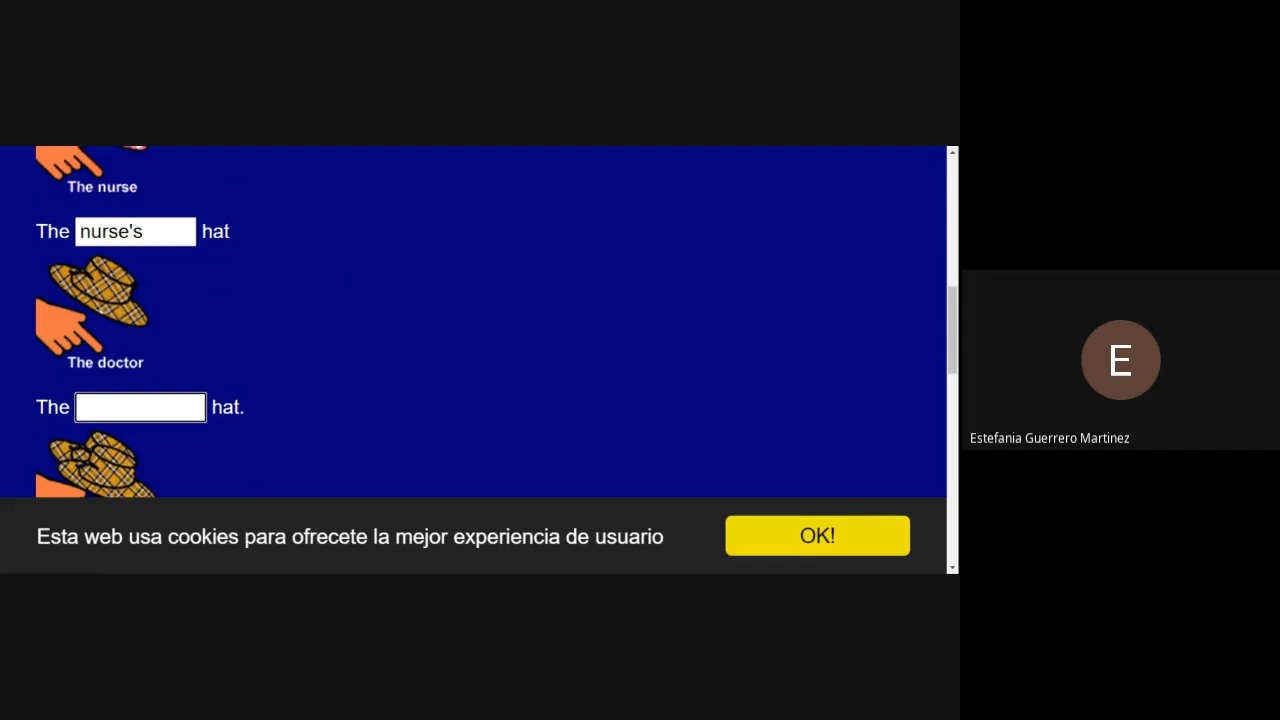 The nurse
The nurse's hat
The doctor
The hat.
Esta web usa cookies para ofrecete la mejor experiencia de usuario
OK!
E
Estefania Guerrero Martinez